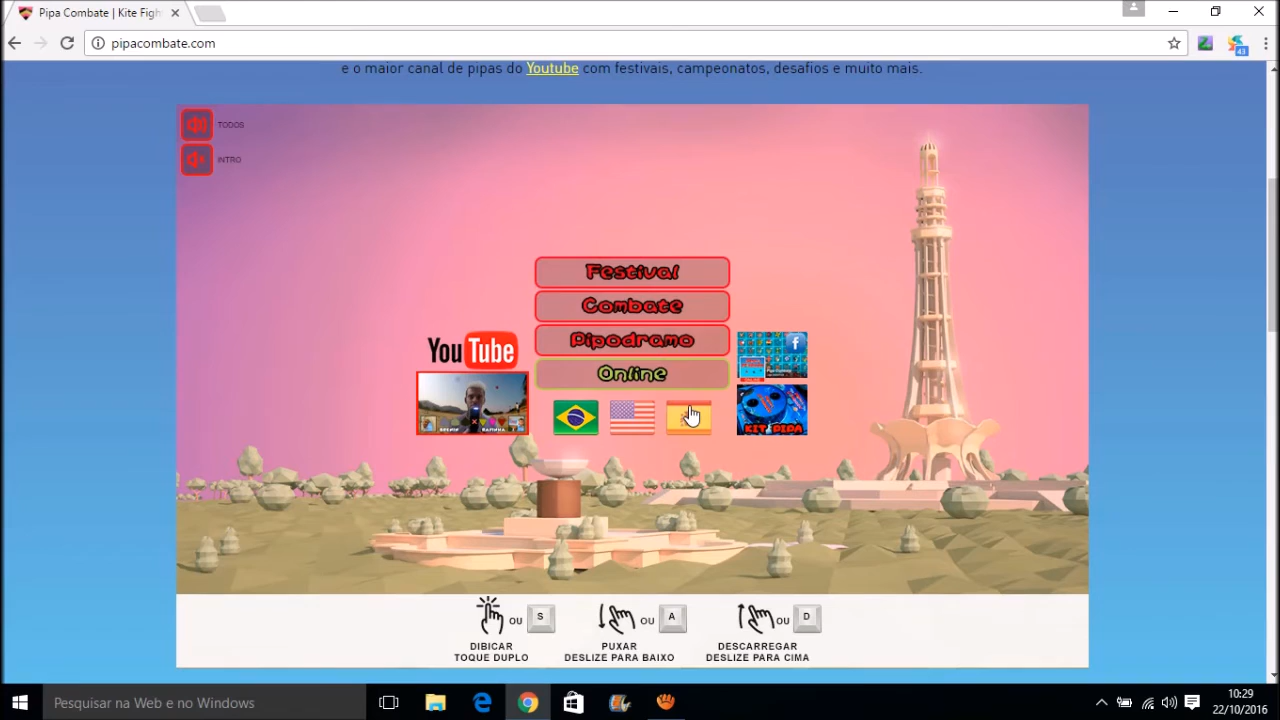 Pipa Combate | Kite Figh
pipacombate.com
43
e o maior canal de pipas do Youtube com festivais, campeonatos, desafios e muito mais.
TODOS
INTRO
Festival
Combate
Pipodramo
Online
YouTube
KIT PIPA
OU S
OU A
OU D
DIBICAR
TOQUE DUPLO
PUXAR
DESLIZE PARA BAIXO
DESCARREGAR
DESLIZE PARA CIMA
Pesquisar na Web e no Windows
10:29
22/10/2016